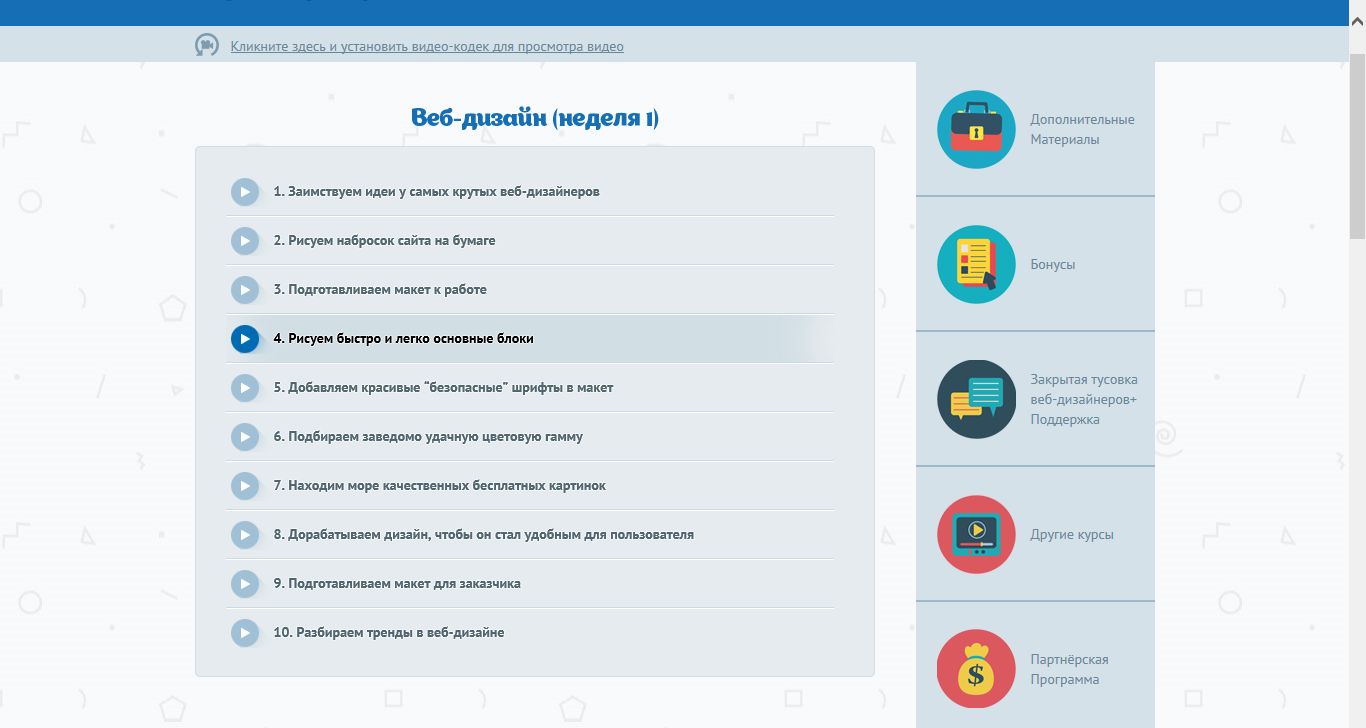 Кликните здесь и установить видео-кодек для просмотра видео
Веб-дизайн (неделя 1)
1. Заимствуем идеи у самых крутых веб-дизайнеров
2. Рисуем набросок сайта на бумаге
3. Подготавливаем макет к работе
4. Рисуем быстро и легко основные блоки
5. Добавляем красивые “безопасные” шрифты в макет
6. Подбираем заведомо удачную цветовую гамму
7. Находим море качественных бесплатных картинок
8. Дорабатываем дизайн, чтобы он стал удобным для пользователя
9. Подготавливаем макет для заказчика
10. Разбираем тренды в веб-дизайне
Дополнительные
Материалы
Бонусы
Закрытая тусовка
веб-дизайнеров+
Поддержка
Другие курсы
$
Партнёрская
Программа